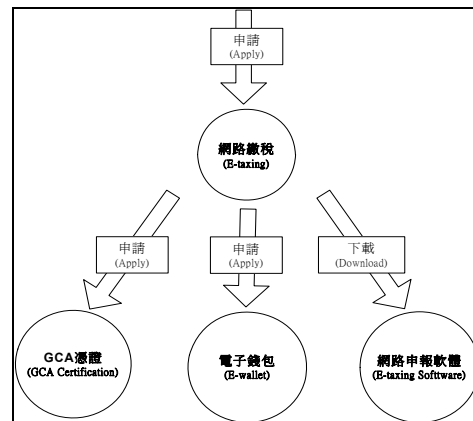 申請
(Apply)
網路繳稅
(E-taxing)
申請
(Apply)
申請
(Apply)
下載
(Download)
GCA憑證
(GCA Certification)
電子錢包
(E-wallet)
網路申報軟體
(E-taxing Softtware)